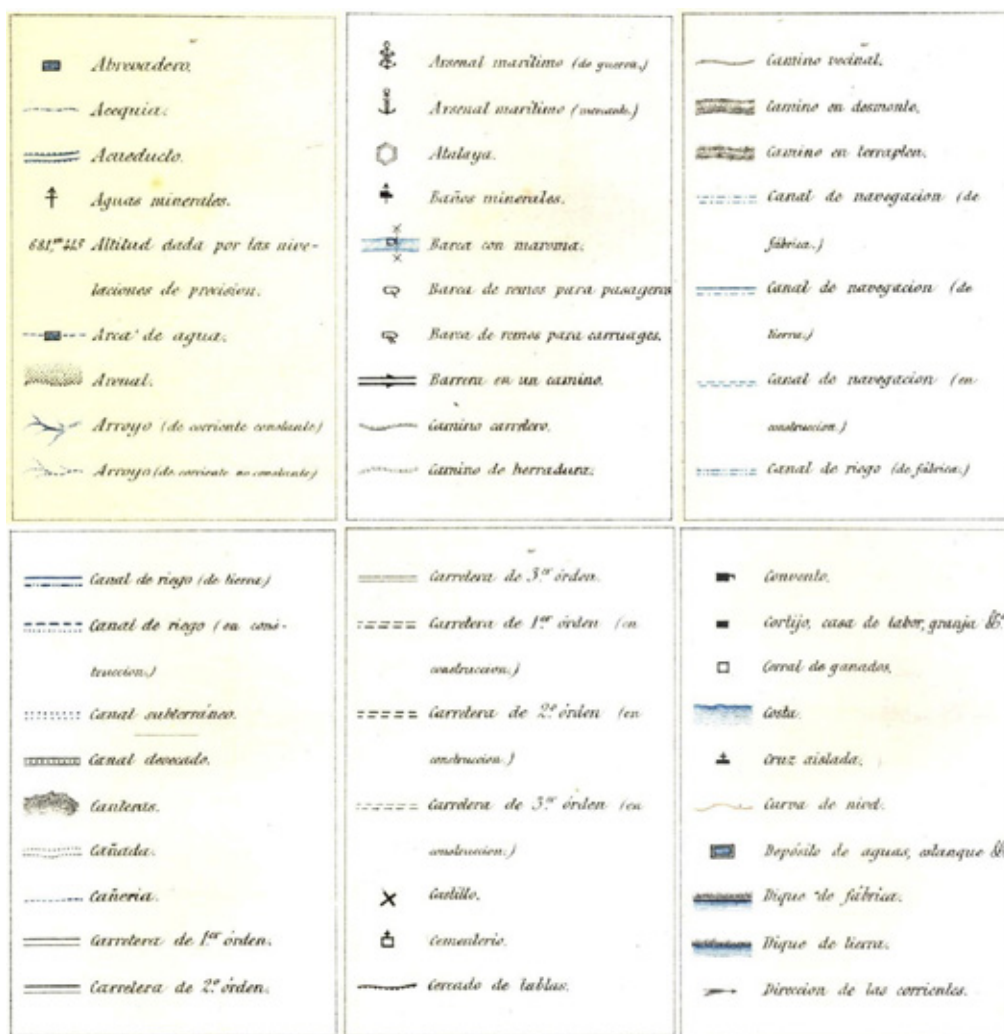 Abrevadero.
Acequia.
Acueducto.
Aguas minerales.
Altitud dada por las nive-
laciones de precision.
Arca de agua.
Arenal.
Arroyo (de corriente constante)
Arroyo (de corriente no constante)
Arsenal marítimo (de guerra.)
Arsenal marítimo
Atalaya.
Baños minerales.
Barca con maroma.
Barca de remos para pasageros
Barca de remos para carruages.
Barrera en un camino.
Camino carretero.
Camino de herradura.
Camino vecinal.
Camino en desmonte.
Camino en terraplen.
Canal de navegacion (de
fábrica.)
Canal de navegacion (de
tierra.)
Canal de navegacion (en
construccion.)
Canal de riego (de fábrica.)
Canal de riego (de tierra)
Canal de riego (en cons-
truccion.)
Canal subterráneo.
Canal
Canteras.
Cañada.
Cañeria.
Carretera de 1.er órden.
Carretera de 2.º órden.
Carretera de 3.er órden.
Carretera de 1.er órden (en
construccion.)
Carretera de 2.º órden (en
construccion.)
Carretera de 3.er órden (en
construccion.)
Castillo.
Cementerio.
Cercado de tablas.
Convento.
Cortijo, casa de labor, granja &c.ª
Corral de ganados.
Costa.
Cruz aislada.
Curva de nivel.
Depósito de aguas, estanque &c.
Dique de fábrica.
Dique de tierra.
Direccion de las corrientes.